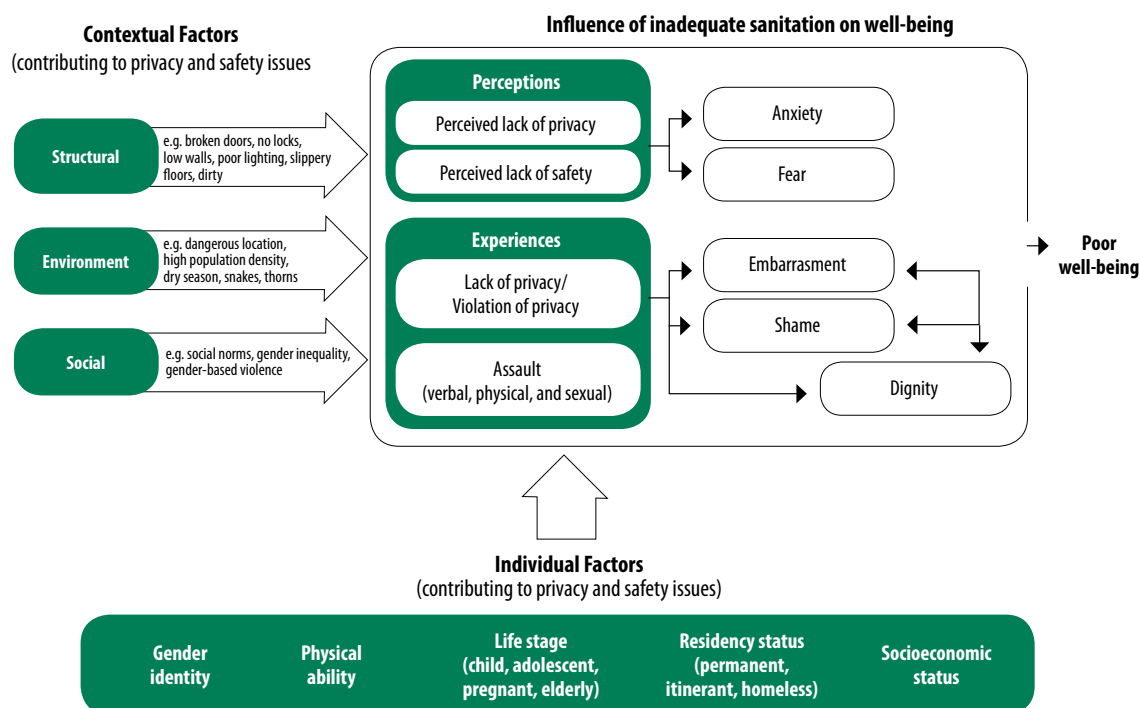 Contextual Factors
(contributing to privacy and safety issues
Structural
e.g. broken doors, no locks,
low walls, poor lighting, slippery
floors, dirty
Environment
e.g. dangerous location,
high population density,
dry season, snakes, thorns
Social
e.g. social norms, gender inequality,
gender-based violence
Influence of inadequate sanitation on well-being
Perceptions
Perceived lack of privacy
Perceived lack of safety
Anxiety
Fear
Experiences
Lack of privacy/
Violation of privacy
Assault
(verbal, physical, and sexual)
Embarrasment
Shame
Dignity
Poor
well-being
Individual Factors
(contributing to privacy and safety issues)
Gender
identity
Physical
ability
Life stage
(child, adolescent,
pregnant, elderly)
Residency status
(permanent,
itinerant, homeless)
Socioeconomic
status